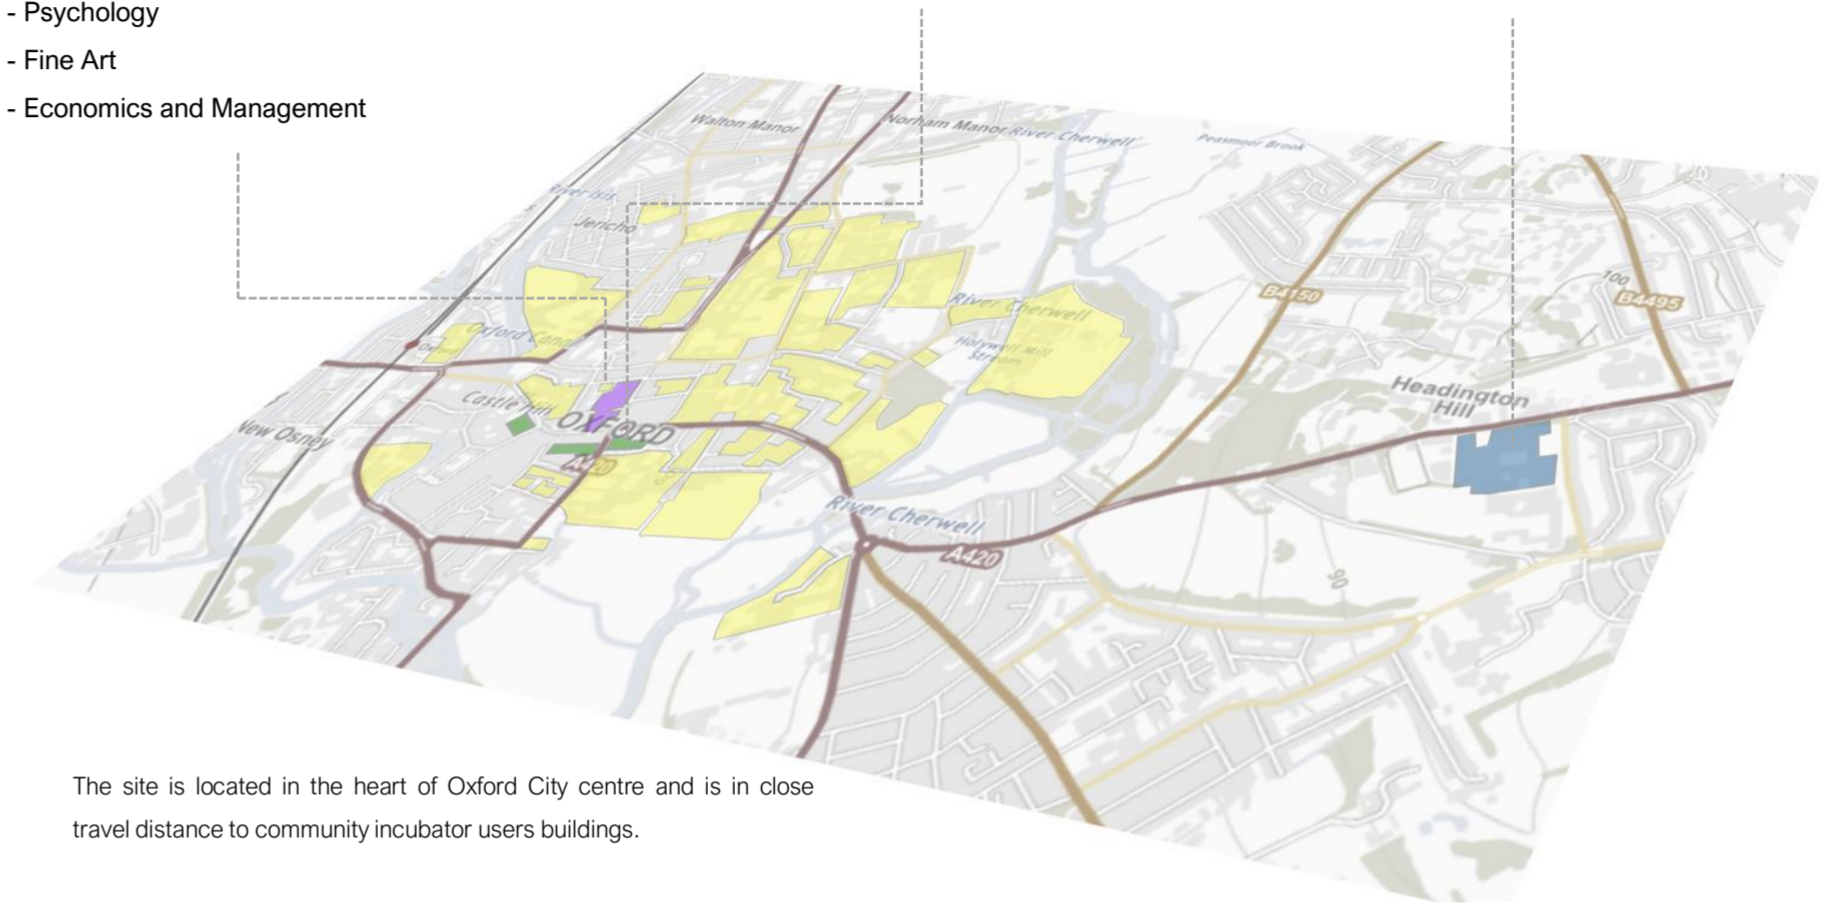 - Psychology
- Fine Art
- Economics and Management
Walton Manor
Norham Manor
River Cherwell
Peasmoor Brook
River Isis
Jericho
100
B4150
B4495
River Cherwell
Oxford Canal
Oxford
Holywell Mill
Stream
Headington
Hill
Castle Hill
OXFORD
New Osney
A420
River Cherwell
A420
90
The site is located in the heart of Oxford City centre and is in close
travel distance to community incubator users buildings.